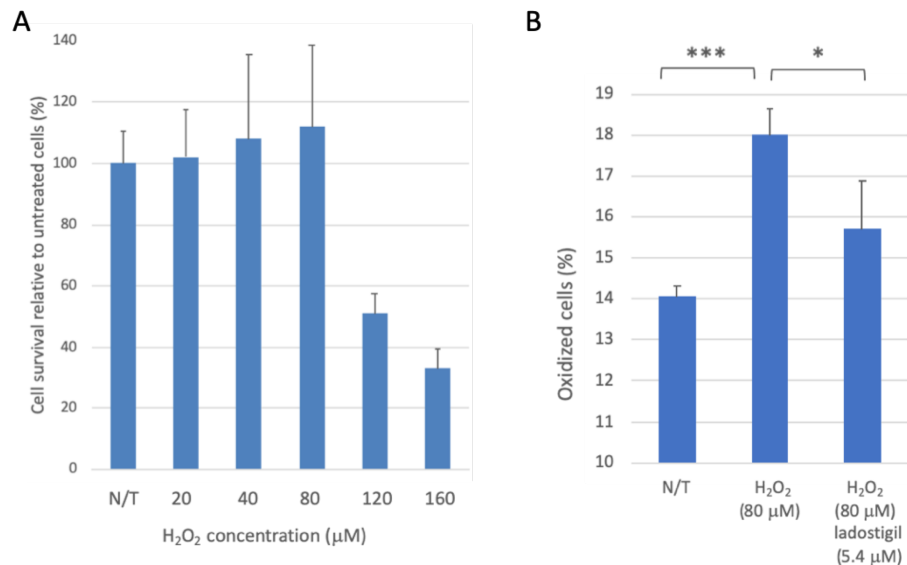 A
Cell survival relative to untreated cells (%)
140
120
100
80
60
40
20
0
N/T 20 40 80 120 160
H₂O₂ concentration (µM)
B
*** *
Oxidized cells (%)
19
18
17
16
15
14
13
12
11
10
N/T H₂O₂ H₂O₂
(80 µM) (80 µM)
ladostigil
(5.4 µM)